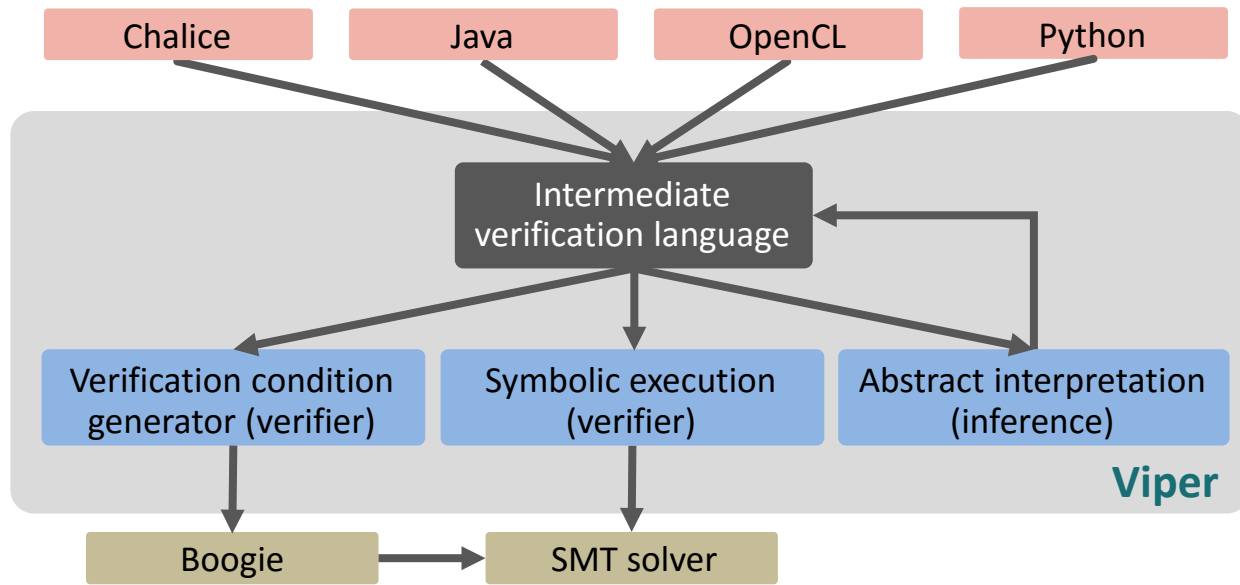 Chalice
Java
OpenCL
Python
Intermediate
verification language
Verification condition
generator (verifier)
Symbolic execution
(verifier)
Abstract interpretation
(inference)
Viper
Boogie
SMT solver